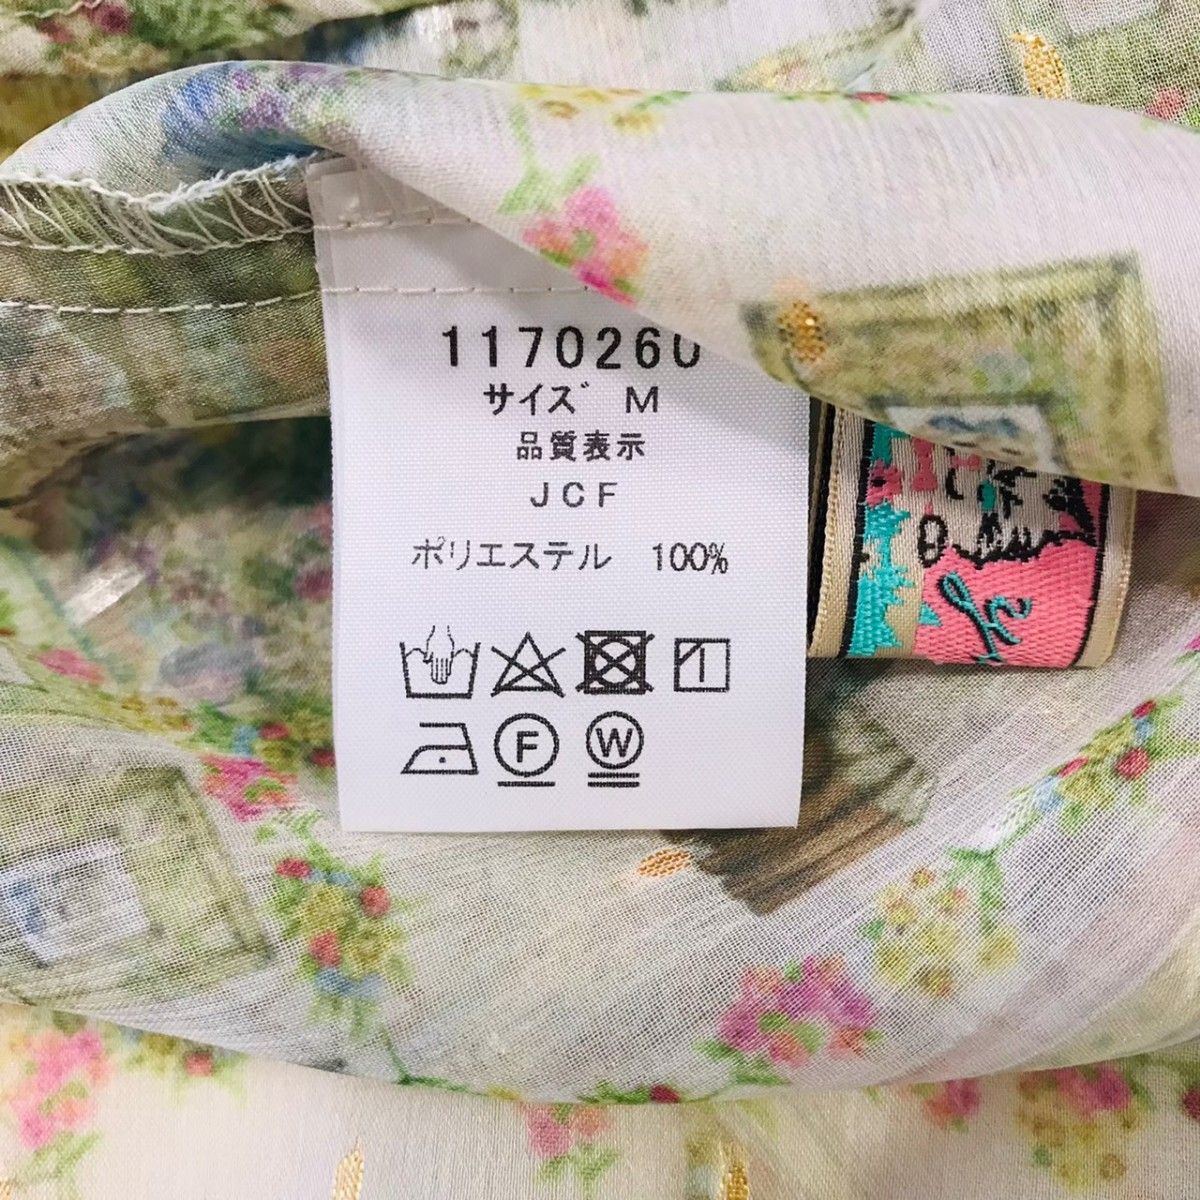 1170260
サイズ M
品質表示
JCF
ポリエステル 100%
F W